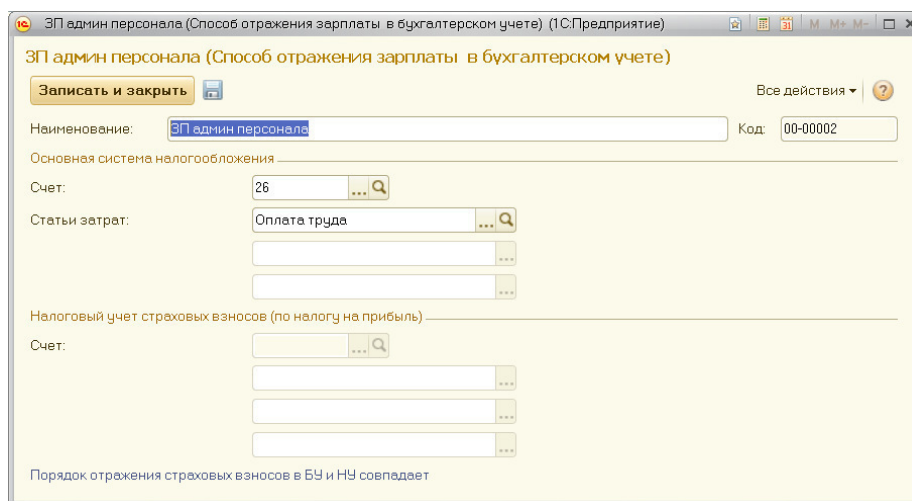 ЗП админ персонала (Способ отражения зарплаты в бухгалтерском учете) (1С:Предприятие) 31 M M+ M-
ЗП админ персонала (Способ отражения зарплаты в бухгалтерском учете)
Записать и закрыть Все действия ?
Наименование: ЗП админ персонала Код: 00-00002
Основная система налогообложения
Счет: 26 ...
Статьи затрат: Оплата труда ...
...
...
Налоговый учет страховых взносов (по налогу на прибыль)
Счет: ...
...
...
...
Порядок отражения страховых взносов в БУ и НУ совпадает